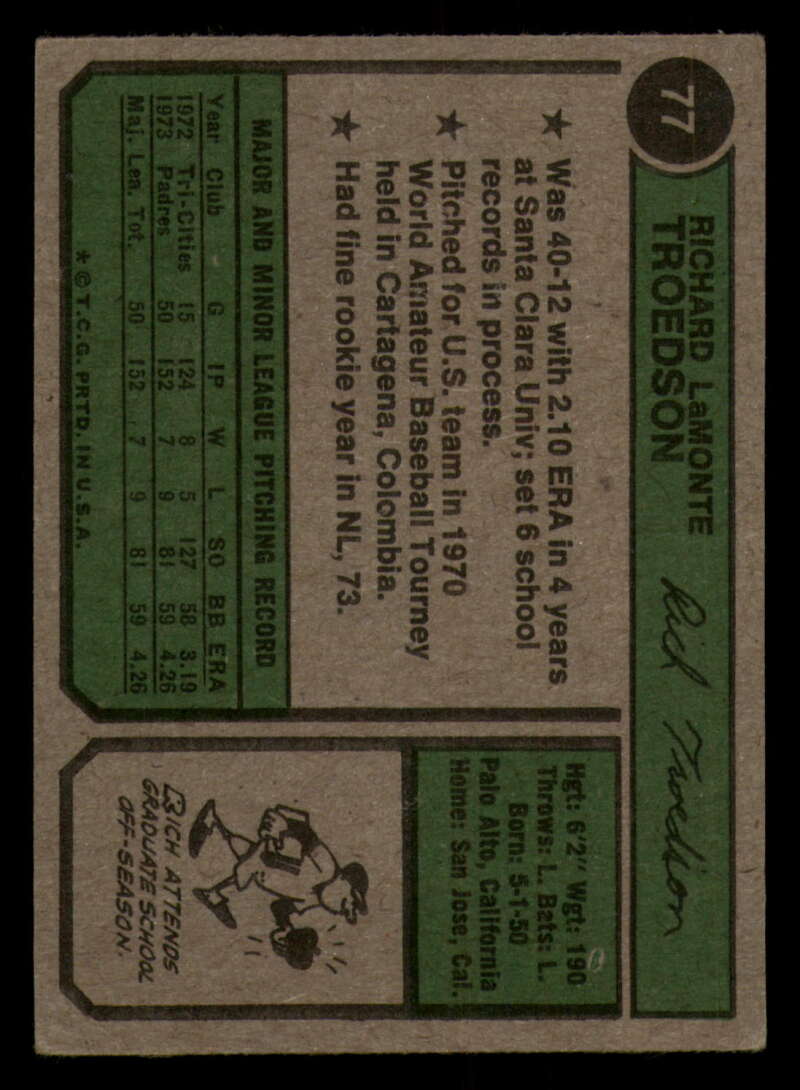 77
RICHARD LaMONTE
TROEDSON
Rich Troedson
★ Was 40-12 with 2.10 ERA in 4 years
at Santa Clara Univ; set 6 school
records in process.
★ Pitched for U.S. team in 1970
World Amateur Baseball Tourney
held in Cartagena, Colombia.
★ Had fine rookie year in NL, 73.
MAJOR AND MINOR LEAGUE PITCHING RECORD
Year Club G IP W L SO BB ERA
1972 Tri-Cities 15 124 8 5 127 58 3.19
1973 Padres 50 152 7 9 81 59 4.26
Maj. Lea. Tot. 50 152 7 9 81 59 4.26
* © T.C.G. PRTD. IN U.S.A.
Hgt: 6'2" Wgt: 190
Throws: L. Bats: L.
Born: 5-1-50
Palo Alto, California
Home: San Jose, Cal.
RICH ATTENDS
GRADUATE SCHOOL
OFF-SEASON.